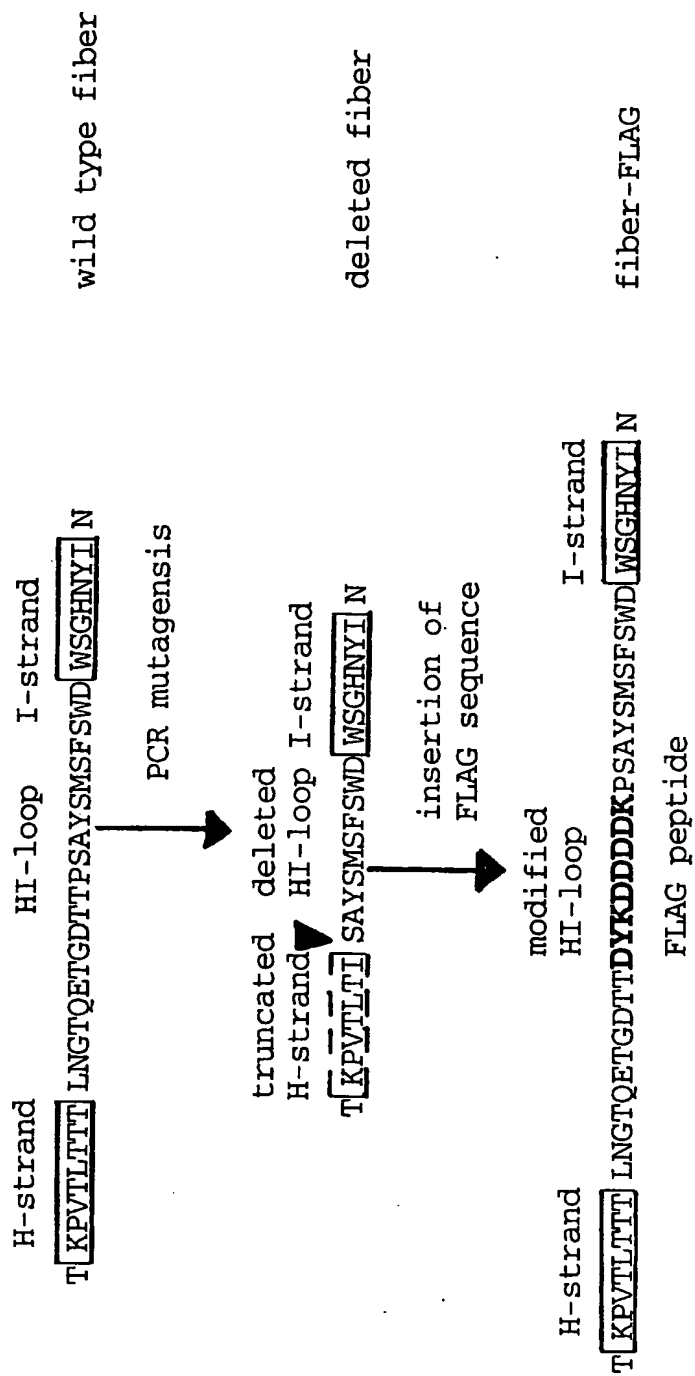 H-strand HI-loop I-strand
T KPVTLTTT LNGTQETGDTTPSAYSMSFSWD WSGHNYI N
wild type fiber
PCR mutagensis
truncated H-strand
deleted HI-loop
I-strand
T KPVTLTI SAYSMSFSWD WSGHNYI N
deleted fiber
insertion of
FLAG sequence
H-strand
modified
HI-loop
I-strand
T KPVTLTTT LNGTQETGDTTDYKDDDDKPSAYSMSFSWD WSGHNYI N
FLAG peptide
fiber-FLAG